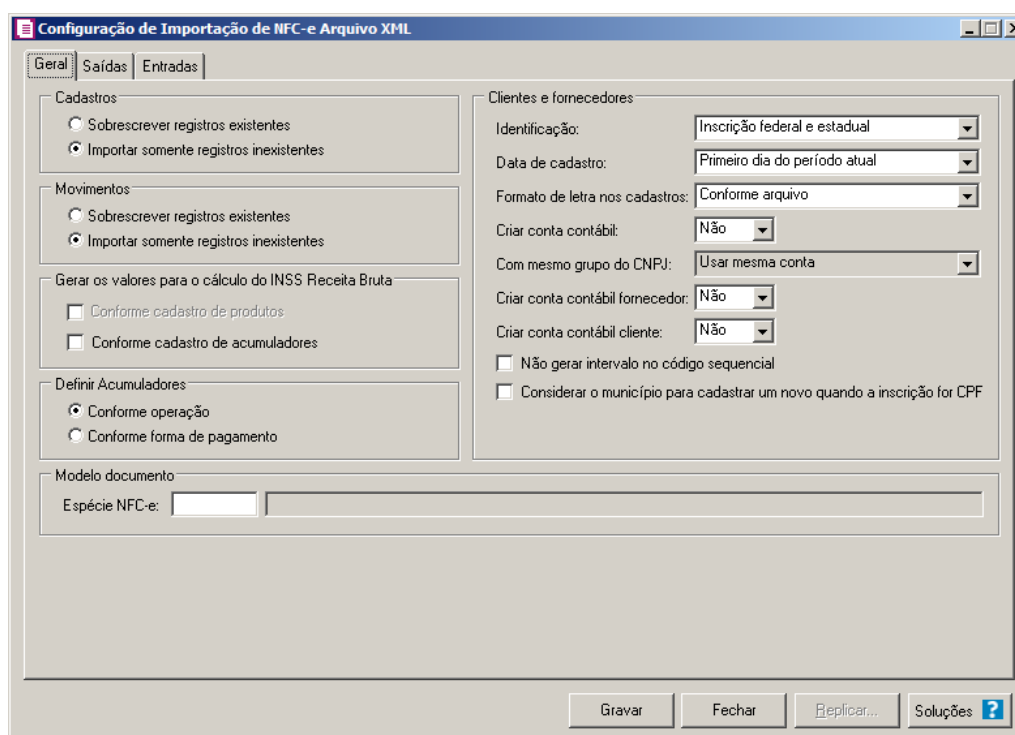 Configuração de Importação de NFC-e Arquivo XML
Geral
Saídas
Entradas
Cadastros
Sobrescrever registros existentes
Importar somente registros inexistentes
Movimentos
Sobrescrever registros existentes
Importar somente registros inexistentes
Gerar os valores para o cálculo do INSS Receita Bruta
Conforme cadastro de produtos
Conforme cadastro de acumuladores
Definir Acumuladores
Conforme operação
Conforme forma de pagamento
Clientes e fornecedores
Identificação: Inscrição federal e estadual
Data de cadastro: Primeiro dia do período atual
Formato de letra nos cadastros: Conforme arquivo
Criar conta contábil: Não
Com mesmo grupo do CNPJ: Usar mesma conta
Criar conta contábil fornecedor: Não
Criar conta contábil cliente: Não
Não gerar intervalo no código sequencial
Considerar o município para cadastrar um novo quando a inscrição for CPF
Modelo documento
Espécie NFC-e:
Gravar
Fechar
Replicar...
Soluções ?